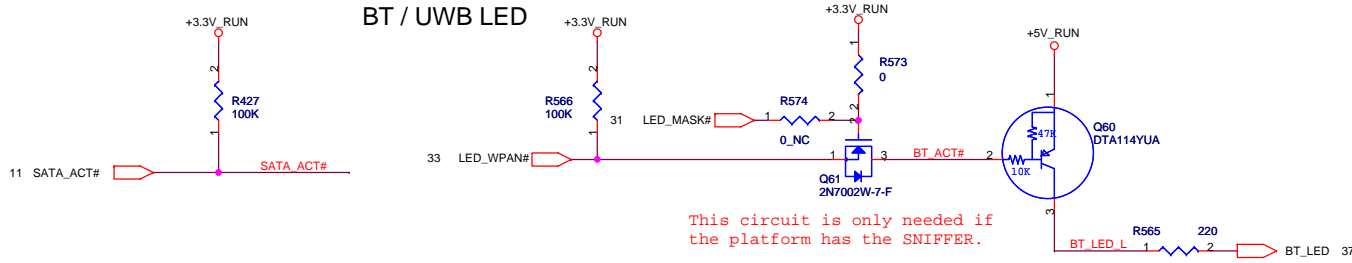 BT / UWB LED
+3.3V_RUN
2
R427
100K
1
11 SATA_ACT#
SATA_ACT#
+3.3V_RUN
2
R566
100K
31
1
33 LED_WPAN#
+3.3V_RUN
1
R573
0
2
LED_MASK#
1
R574
2
0_NC
2
1
3
Q61
2N7002W-7-F
BT_ACT#
+5V_RUN
1
2
47K
10K
Q60
DTA114YUA
3
This circuit is only needed if
the platform has the SNIFFER.
BT_LED_L
R565
220
1
2
BT_LED 37